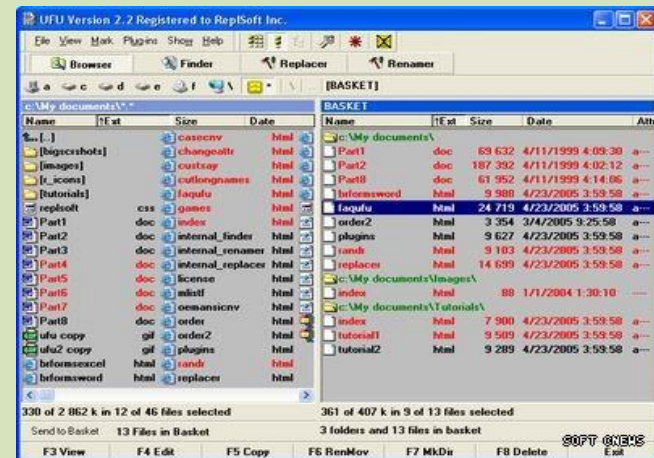 UFU Version 2.2 Registered to ReplSoft Inc.
File View Mark Plugins Show Help
Browser Finder Replacer Renamer
a c d e f \ [BASKET]
c:\My documents\*.*
Name ↑Ext Size Date
[..] casecnv html
[bigscrshots] changeattr html
[images] custsay html
[r_icons] cutlongnames html
[tutorials] faqufu html
replsoft css games html
Part1 doc index html
Part2 doc internal_finder html
Part3 doc internal_renamer html
Part4 doc internal_replacer html
Part5 doc license html
Part6 doc mlistf html
Part7 doc oemansicnv html
Part8 doc order html
ufu copy gif order2 html
ufu2 copy gif plugins html
brformsexcel html randr html
brformsword html replacer html
330 of 2 862 k in 12 of 46 files selected
BASKET
Name ↑Ext Size Date Attr
c:\My documents\
Part1 doc 69 632 4/11/1999 4:09:30 a---
Part2 doc 187 392 4/11/1999 4:02:12 a---
Part8 doc 61 952 4/11/1999 4:14:06 a---
brformsword html 9 988 4/23/2005 3:59:58 a---
faqufu html 24 719 4/23/2005 3:59:58 a---
order2 html 3 354 3/4/2005 9:25:58 a---
plugins html 9 627 4/23/2005 3:59:58 a---
randr html 9 103 4/23/2005 3:59:58 a---
replacer html 14 699 4/23/2005 3:59:58 a---
c:\My documents\Images\
index html 88 1/1/2004 1:30:10 ----
c:\My documents\Tutorials\
index html 7 900 4/23/2005 3:59:58 a---
tutorial1 html 9 509 4/23/2005 3:59:58 a---
tutorial2 html 9 289 4/23/2005 3:59:58 a---
361 of 407 k in 9 of 13 files selected
Send to Basket 13 Files in Basket 3 folders and 13 files in basket
F3 View F4 Edit F5 Copy F6 RenMov F7 MkDir F8 Delete Exit
SOFT @NEWS